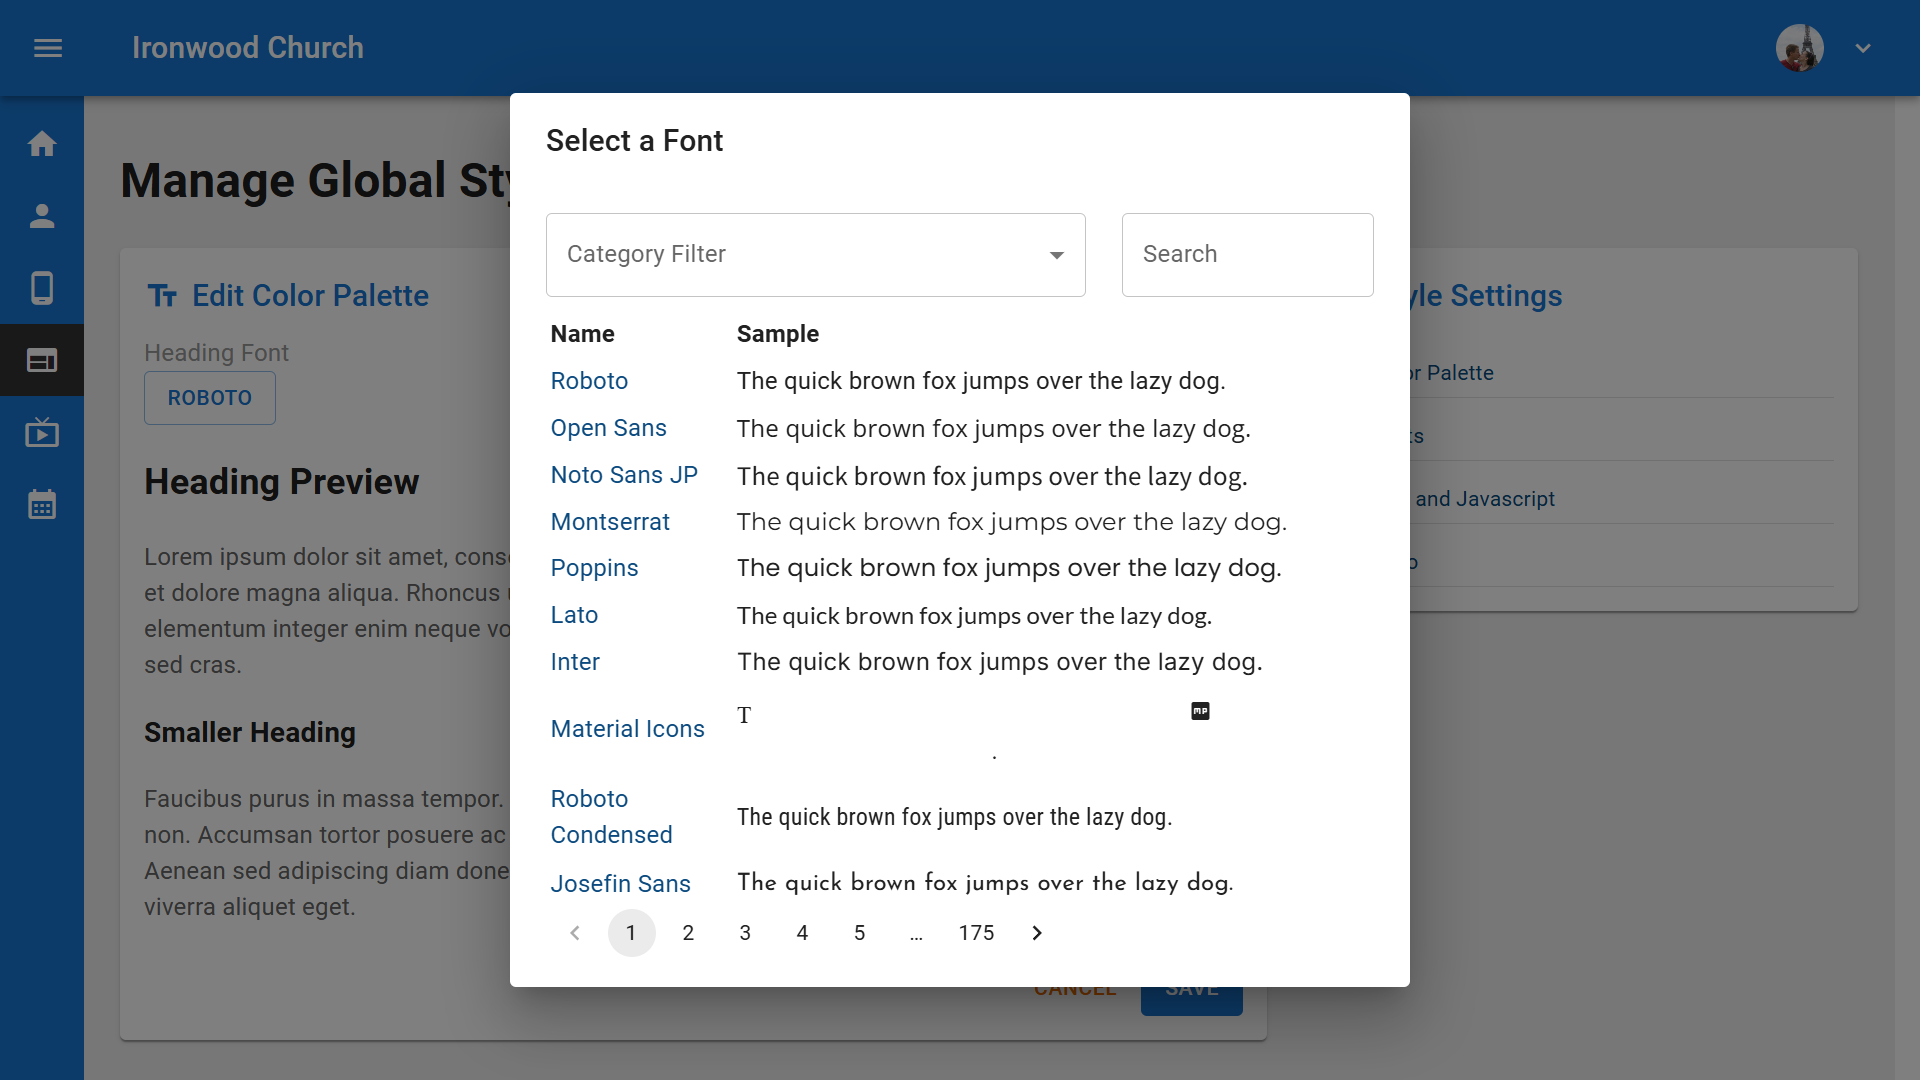 Ironwood Church
Manage Global
Edit Color Palette
Heading Font
ROBOTO
Heading Preview
Lorem ipsum dolor sit amet,
et dolore magna aliqua. Rhoncus
elementum integer enim neque
sed cras.
Smaller Heading
Faucibus purus in massa tempor.
non. Accumsan tortor posuere ac
Aenean sed adipiscing diam
viverra aliquet eget.
Select a Font
Category Filter
Search
Name Sample
Roboto The quick brown fox jumps over the lazy dog.
Open Sans The quick brown fox jumps over the lazy dog.
Noto Sans JP The quick brown fox jumps over the lazy dog.
Montserrat The quick brown fox jumps over the lazy dog.
Poppins The quick brown fox jumps over the lazy dog.
Lato The quick brown fox jumps over the lazy dog.
Inter The quick brown fox jumps over the lazy dog.
Material Icons T MP
.
Roboto Condensed The quick brown fox jumps over the lazy dog.
Josefin Sans The quick brown fox jumps over the lazy dog.
1 2 3 4 5 ... 175
CANCEL SAVE
Settings
Palette
and Javascript